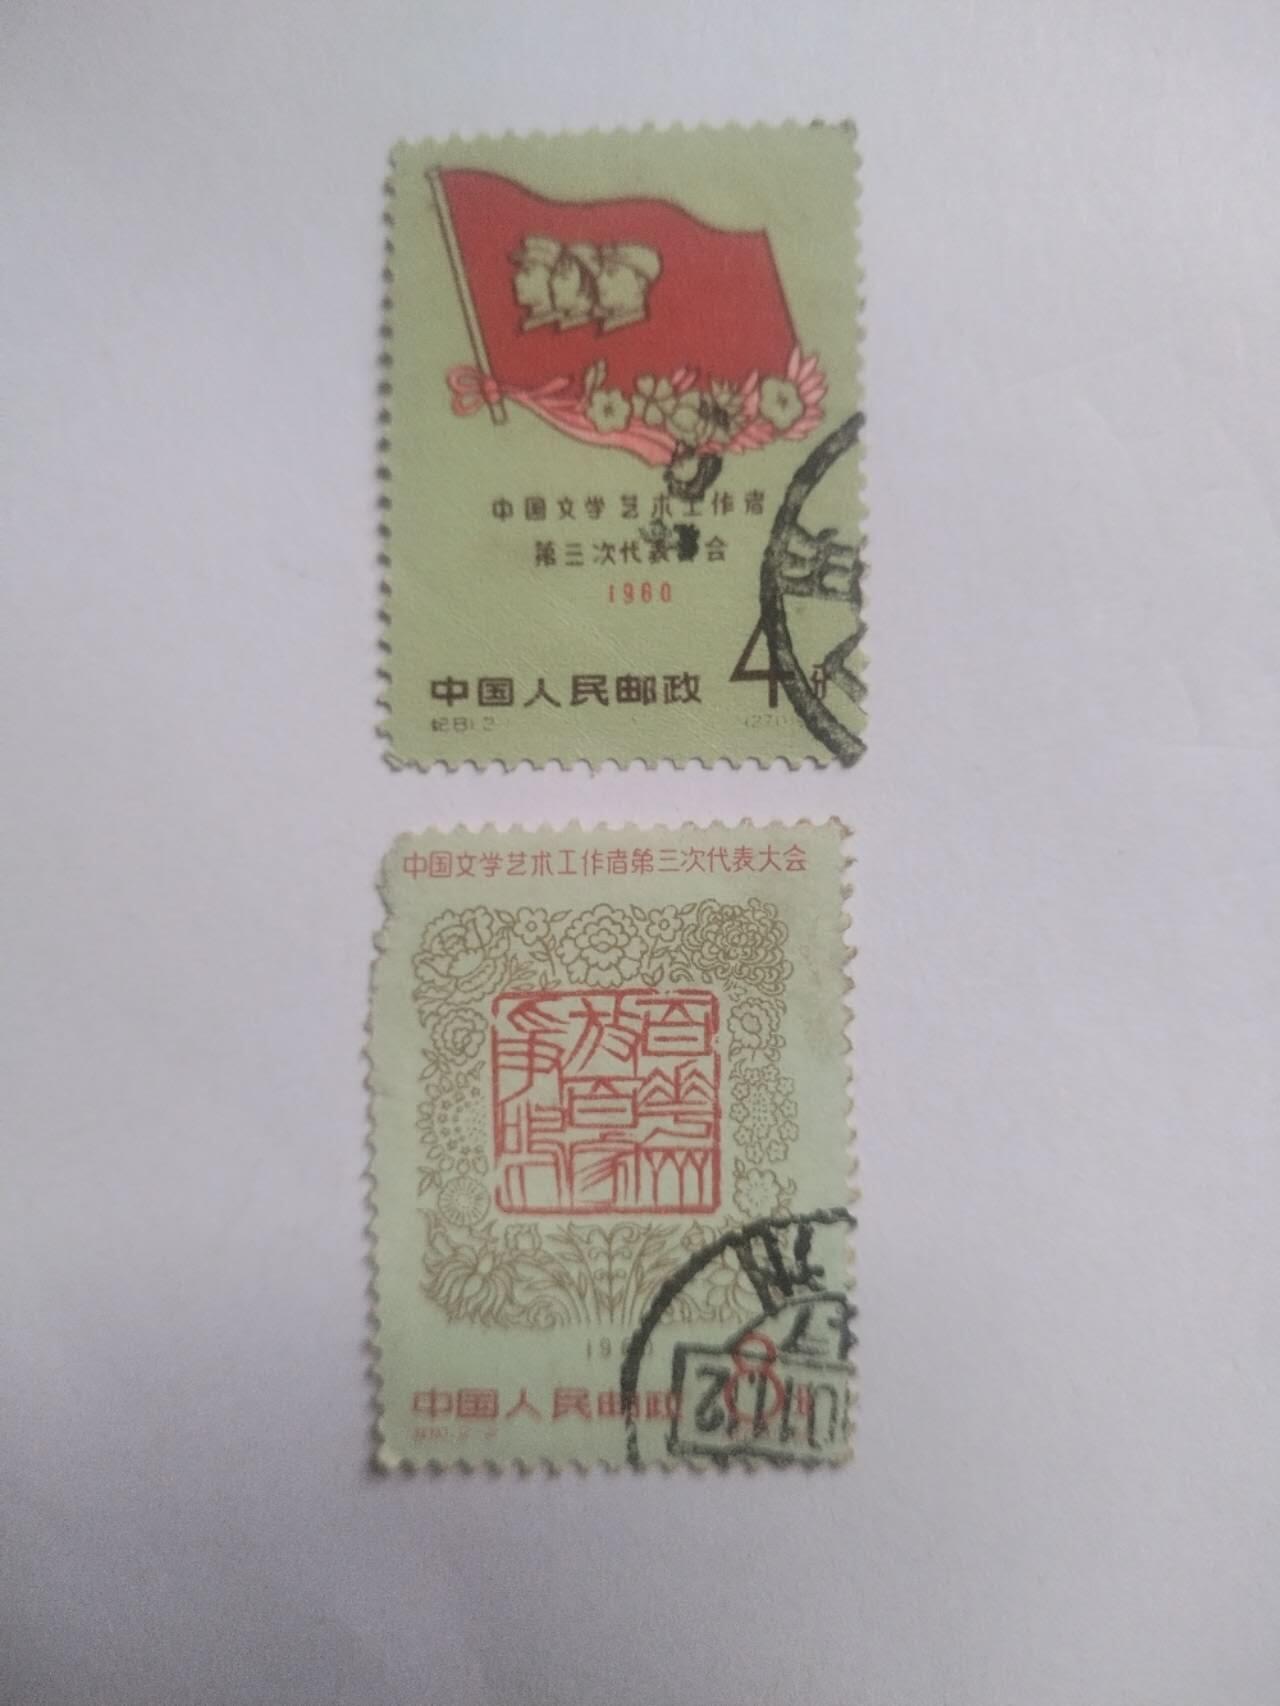 中国文学艺术工作者
第三次代表大会
1960
中国人民邮政 4分
纪81.2
中国文学艺术工作者第三次代表大会
百花齐放百家争鸣
1960
中国人民邮政 8
11.12